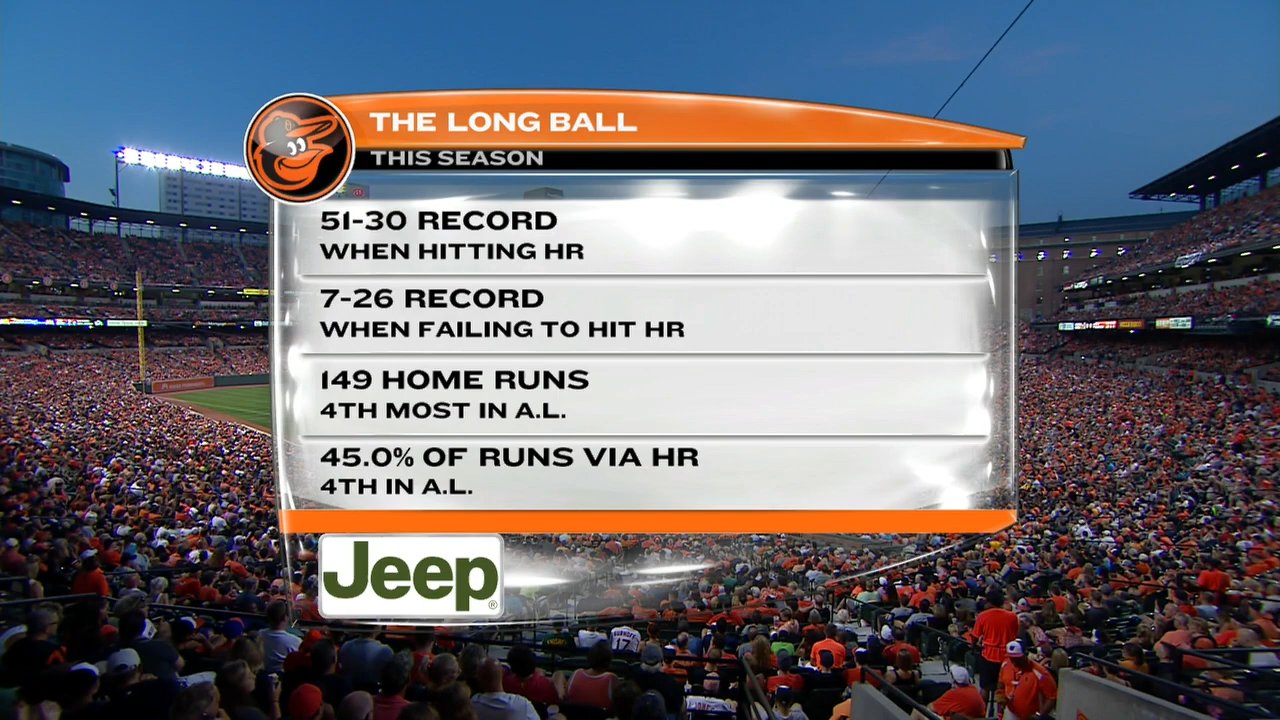 THE LONG BALL
THIS SEASON
51-30 RECORD
WHEN HITTING HR
7-26 RECORD
WHEN FAILING TO HIT HR
149 HOME RUNS
4TH MOST IN A.L.
45.0% OF RUNS VIA HR
4TH IN A.L.
Jeep®